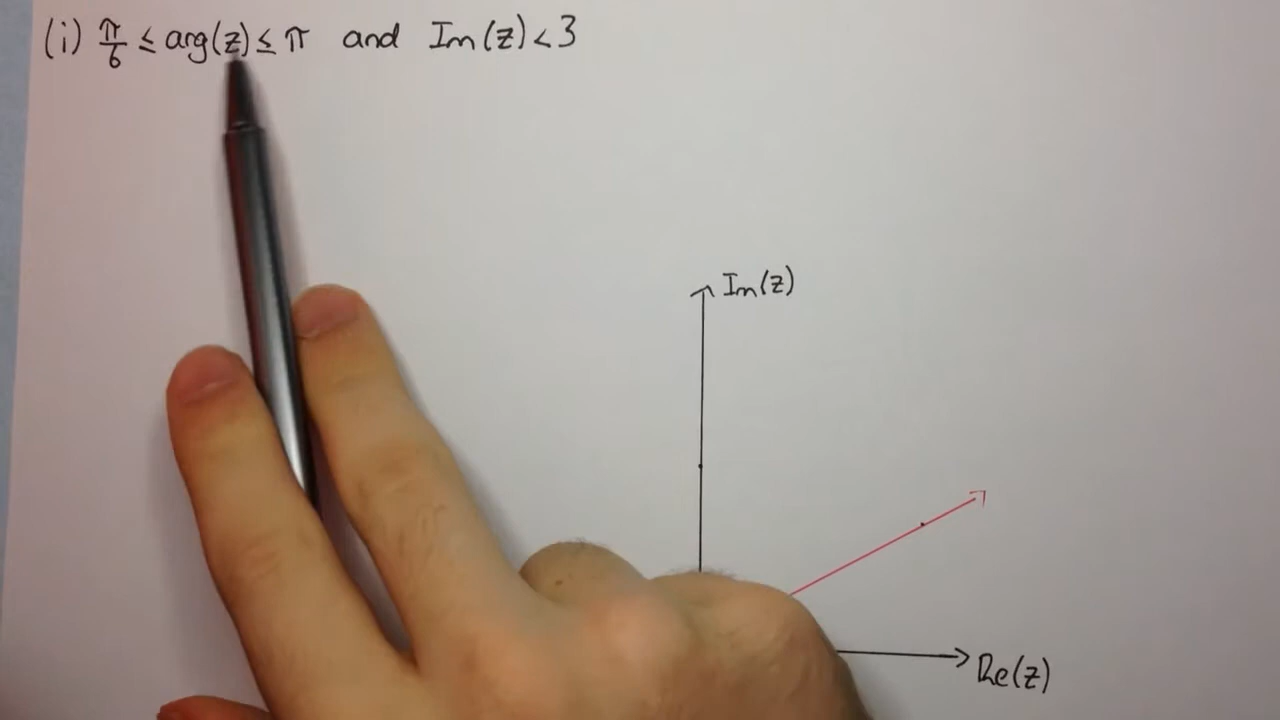 (i) π/6 ≤ arg(z) ≤ π and Im(z) < 3
Im(z)
Re(z)